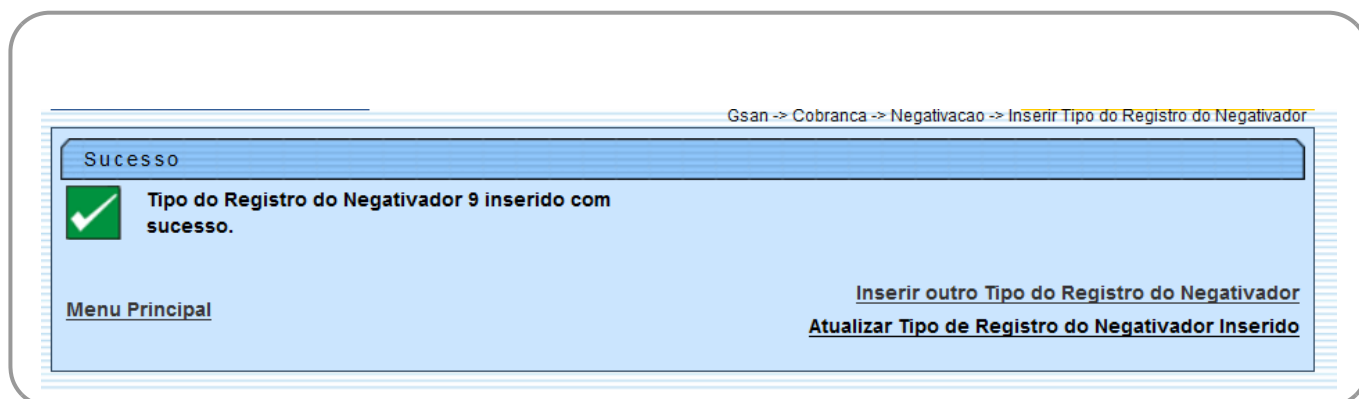 Gsan -> Cobranca -> Negativacao -> Inserir Tipo do Registro do Negativador
Sucesso
Tipo do Registro do Negativador 9 inserido com
sucesso.
Inserir outro Tipo do Registro do Negativador
Menu Principal
Atualizar Tipo de Registro do Negativador Inserido